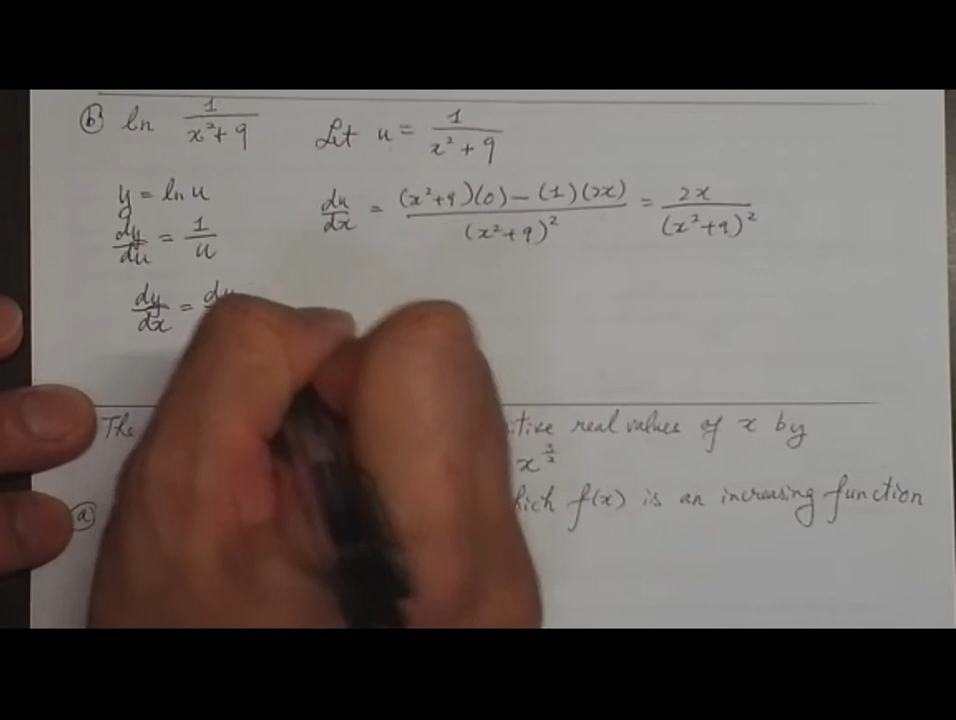 (b) ln 1/(x²+9) Let u = 1/(x²+9)
y = ln u du/dx = ((x²+9)(0) − (1)(2x))/(x²+9)² = 2x/(x²+9)²
dy/du = 1/u
dy/dx = dy
The real values of x by
x^(3/2)
(a) f(x) is an increasing function